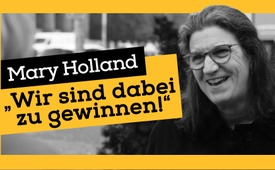 Mary Holland
„Wir sind dabei
zu gewinnen!“